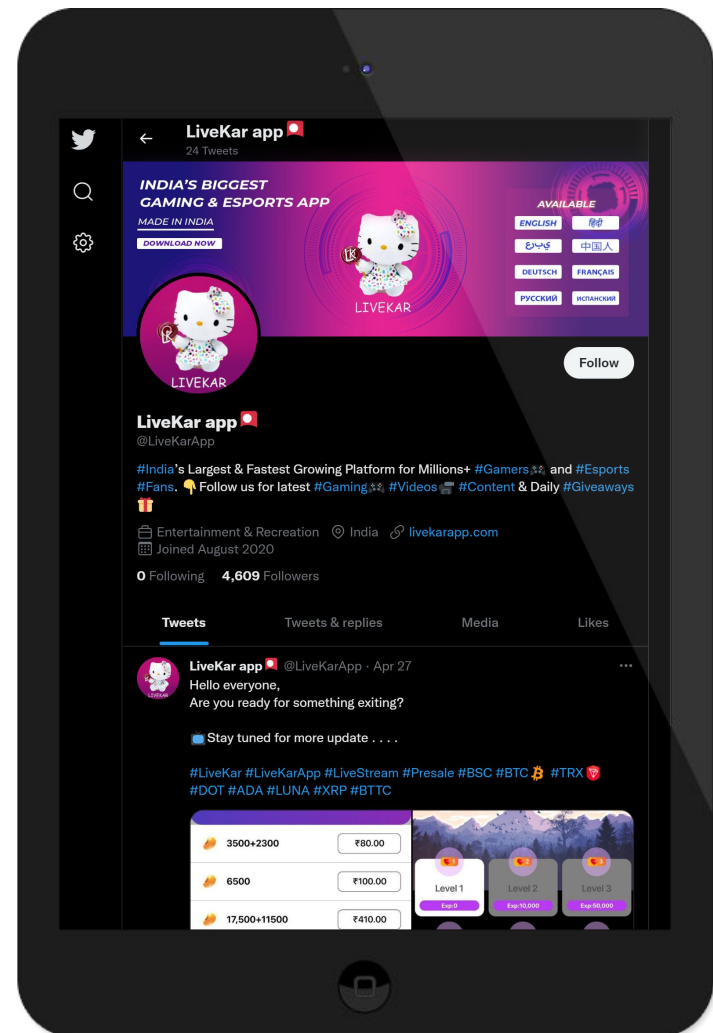 LiveKar app
24 Tweets
INDIA'S BIGGEST
GAMING & ESPORTS APP
MADE IN INDIA
DOWNLOAD NOW
LIVEKAR
AVAILABLE
ENGLISH
हिंदी
中国人
DEUTSCH
FRANÇAIS
РУССКИЙ
ИСПАНСКИЙ
LIVEKAR
Follow
LiveKar app
@LiveKarApp
#India's Largest & Fastest Growing Platform for Millions+ #Gamers🎮 and #Esports
#Fans. 👇 Follow us for latest #Gaming🎮 #Videos📹 #Content & Daily #Giveaways
🎁
Entertainment & Recreation India livekarapp.com
Joined August 2020
0 Following 4,609 Followers
Tweets Tweets & replies Media Likes
LiveKar app @LiveKarApp · Apr 27
Hello everyone,
Are you ready for something exiting?
📺 Stay tuned for more update . . . .
#LiveKar #LiveKarApp #LiveStream #Presale #BSC #BTC #TRX
#DOT #ADA #LUNA #XRP #BTTC
3500+2300 ₹80.00
6500 ₹100.00
17,500+11500 ₹410.00
Level 1 Level 2 Level 3
Exp:0 Exp:10,000 Exp:50,000